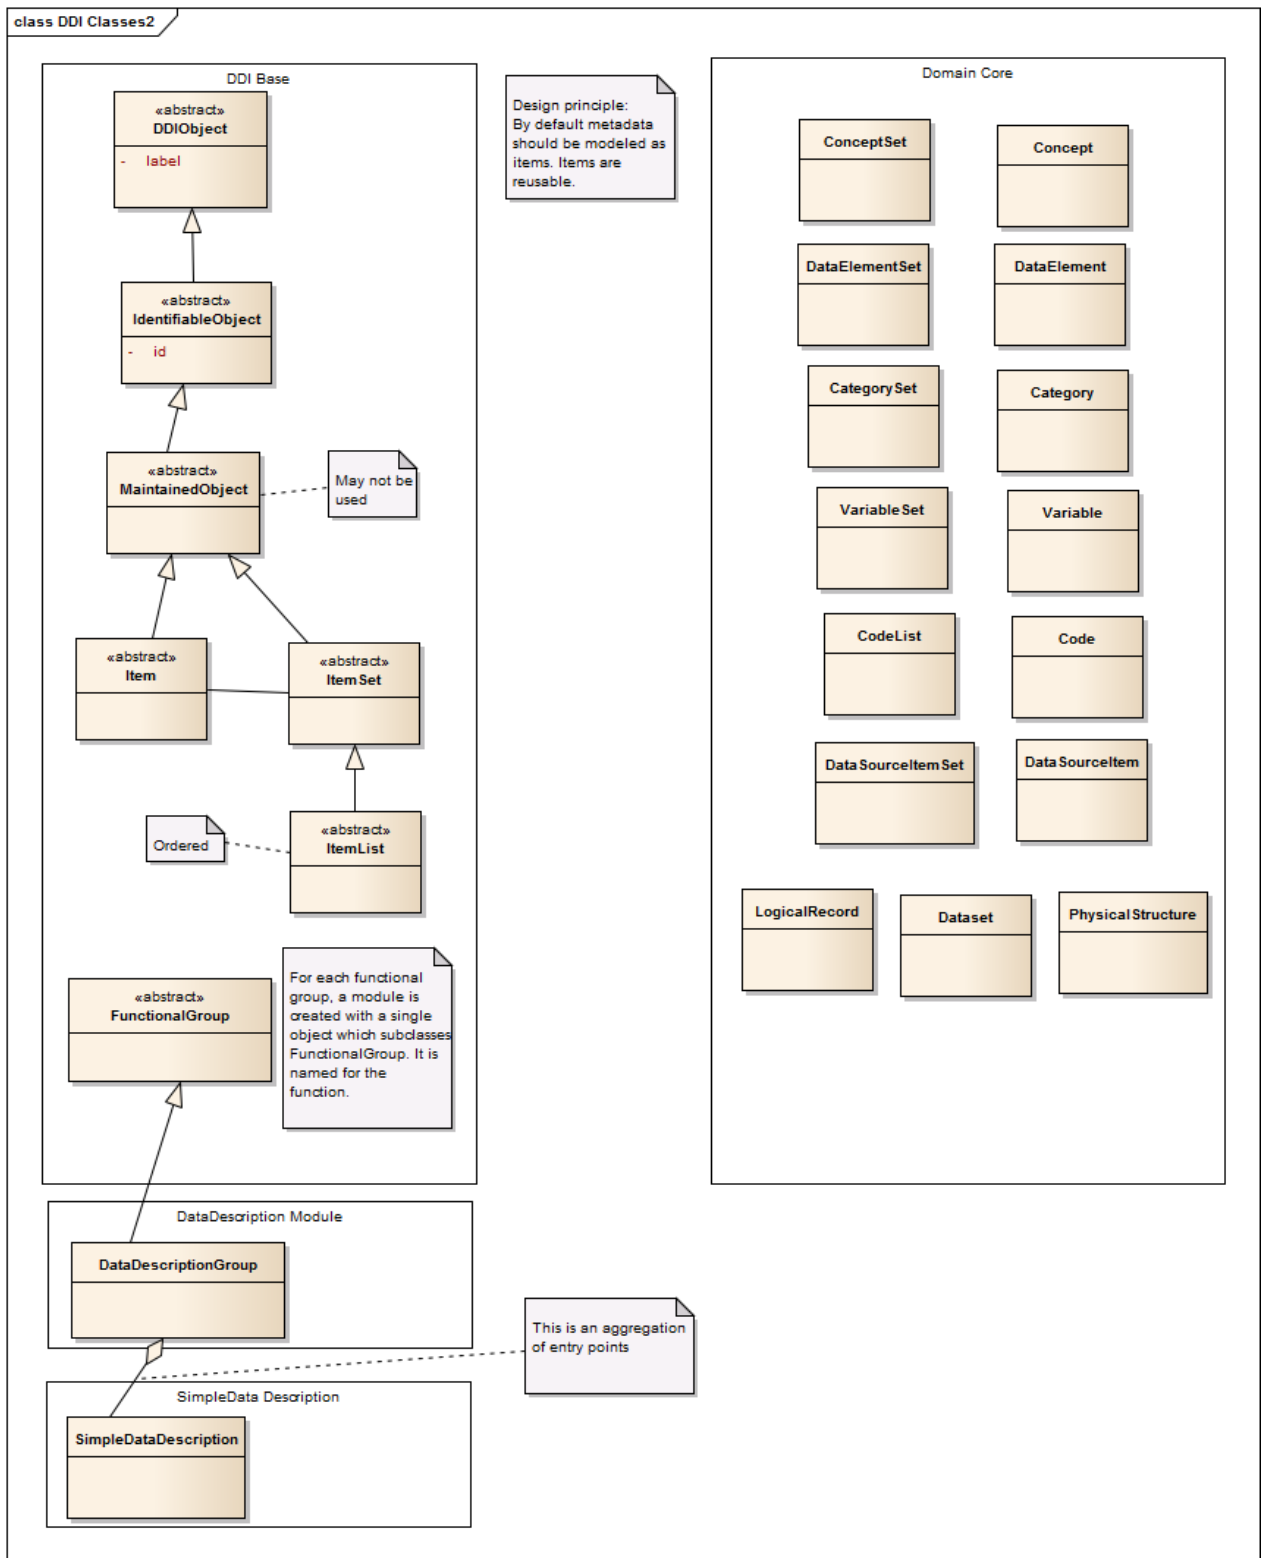 class DDI Classes2
DDI Base
«abstract»
DDIObject
- label
«abstract»
IdentifiableObject
- id
«abstract»
MaintainedObject
May not be
used
«abstract»
Item
«abstract»
ItemSet
Ordered
«abstract»
ItemList
«abstract»
FunctionalGroup
For each functional
group, a module is
created with a single
object which subclasses
FunctionalGroup. It is
named for the
function.
DataDescription Module
DataDescriptionGroup
SimpleData Description
SimpleDataDescription
This is an aggregation
of entry points
Design principle:
By default metadata
should be modeled as
items. Items are
reusable.
Domain Core
ConceptSet
Concept
DataElementSet
DataElement
CategorySet
Category
VariableSet
Variable
CodeList
Code
DataSourceItemSet
DataSourceItem
LogicalRecord
Dataset
PhysicalStructure